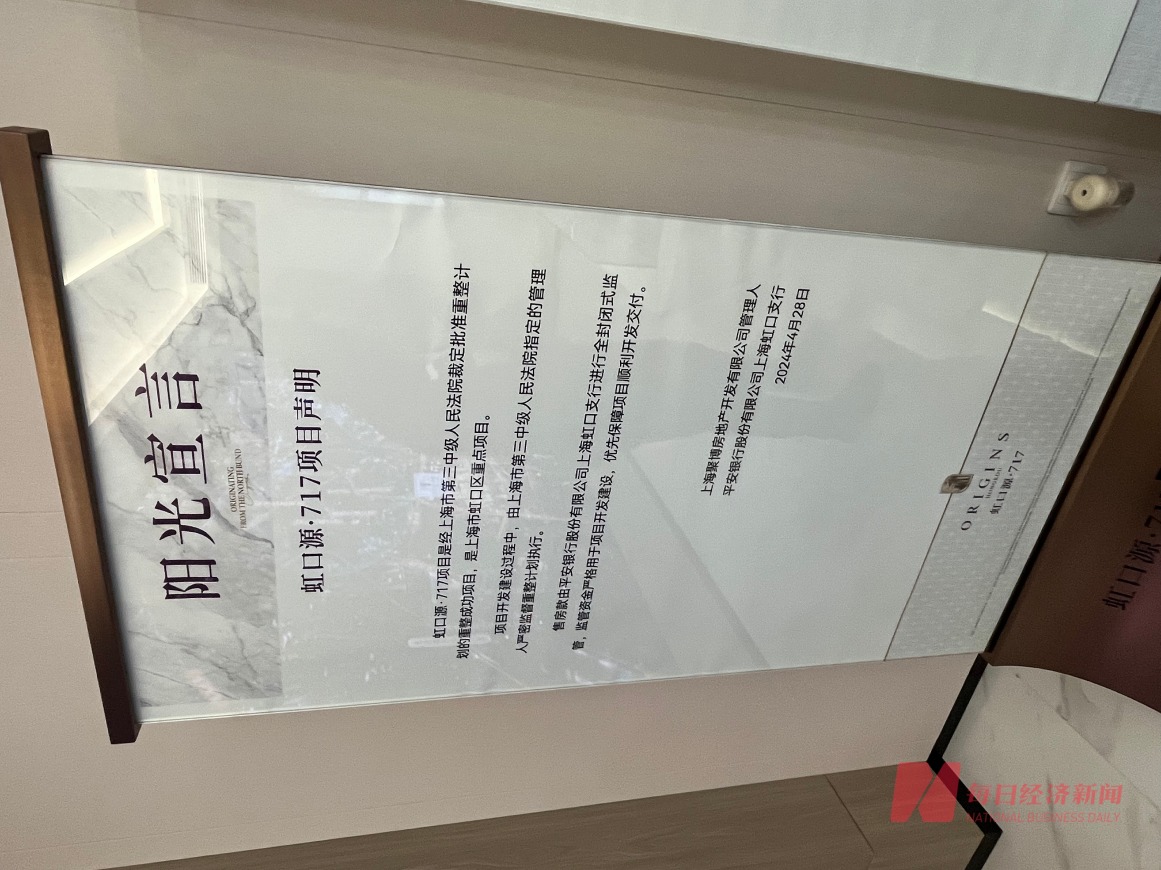 阳光宣言
ORIGINATING
FROM THE NORTH BUND
虹口源·717项目声明
虹口源·717项目是经上海市第三中级人民法院裁定批准重整计
划的重整成功项目，是上海市虹口区重点项目。
项目开发建设过程中，由上海市第三中级人民法院指定的管理
人严密监督重整计划执行。
售房款由平安银行股份有限公司上海虹口支行进行全封闭式监
管，监管资金严格用于项目开发建设，优先保障项目顺利开发交付。
上海聚博房地产开发有限公司管理人
平安银行股份有限公司上海虹口支行
2024年4月28日
ORIGINS
虹口源·717
虹口源·7
每日经济新闻
NATIONAL BUSINESS DAILY